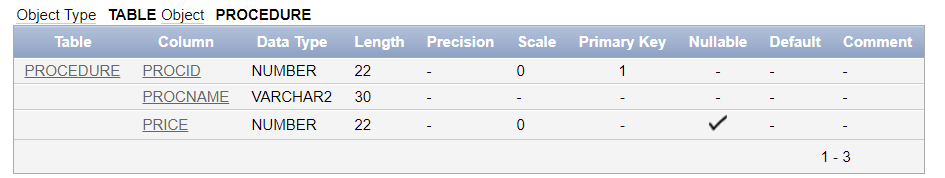 Object Type TABLE Object PROCEDURE
Table Column Data Type Length Precision Scale Primary Key Nullable Default Comment
PROCEDURE PROCID NUMBER 22 - 0 1 - - -
PROCNAME VARCHAR2 30 - - - - - -
PRICE NUMBER 22 - 0 - ✓ - -
1 - 3